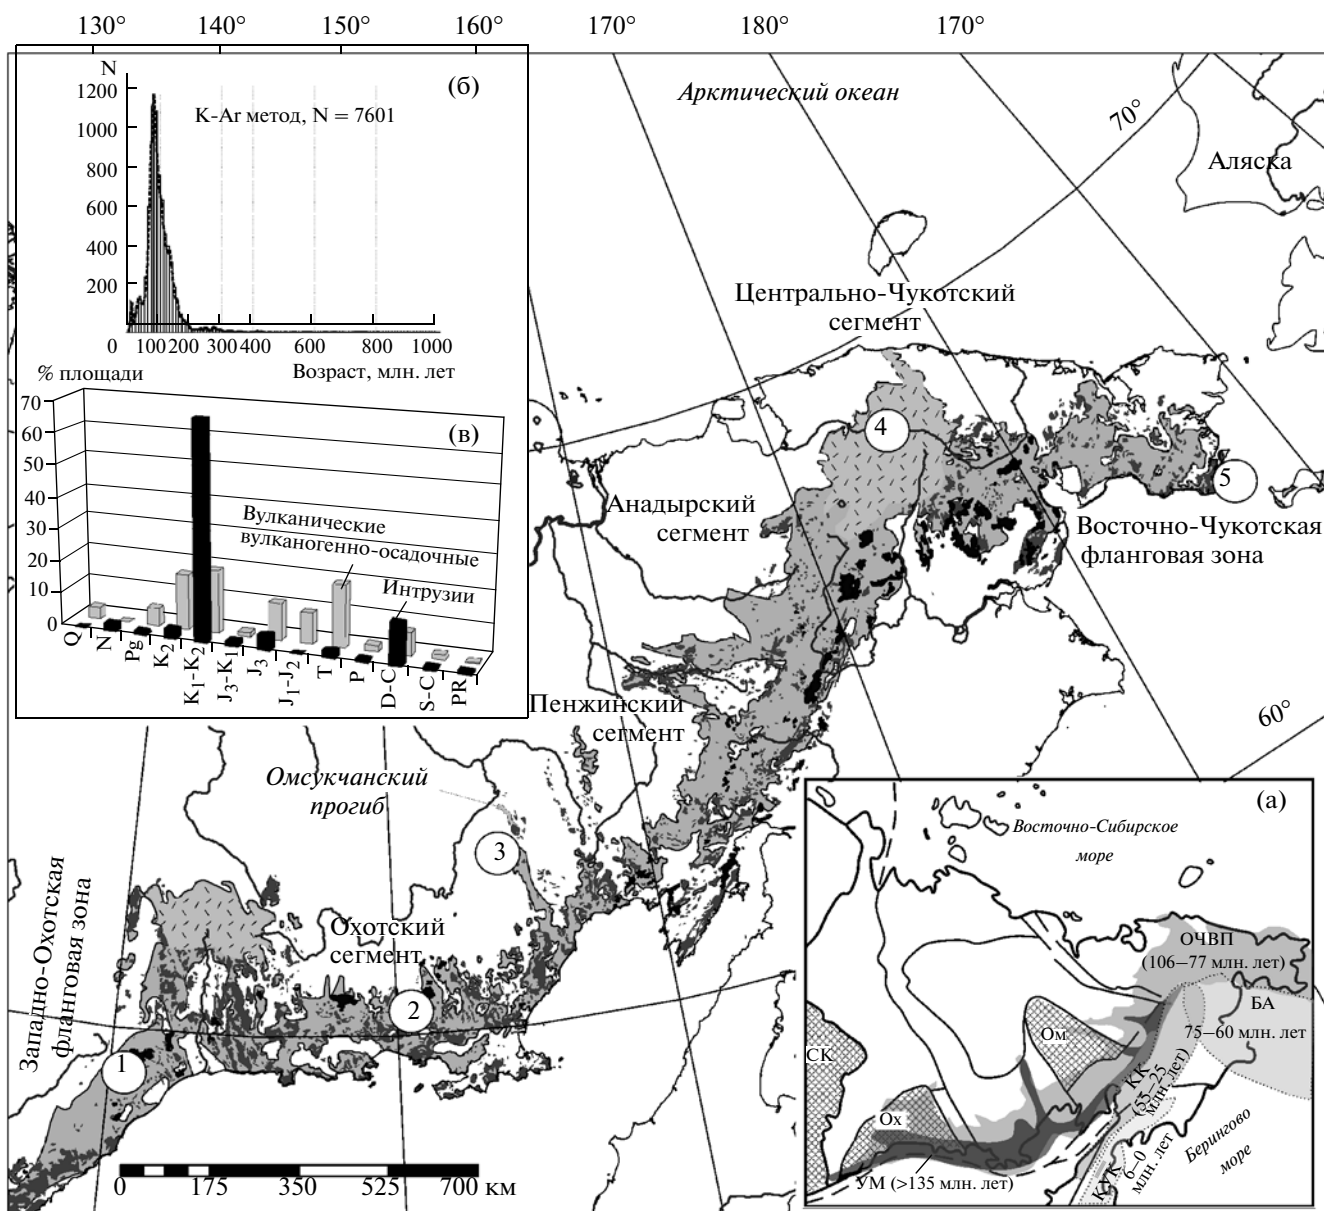 130° 140° 150° 160° 170° 180° 170°
N
1200
1000
800
600
400
200
(б)
K-Ar метод, N = 7601
0 100 200 300 400 600 800 1000
Возраст, млн. лет
% площади
70
60
50
40
30
20
10
0
(в)
Вулканические
вулканогенно-осадочные
Интрузии
Q
N
Pg
K2
K1-K2
J3-K1
J3
J1-J2
T
P
D-C
S-C
PR
Арктический океан
70°
Аляска
Центрально-Чукотский
сегмент
4
5
Анадырский
сегмент
Восточно-Чукотская
фланговая зона
Пенжинский
сегмент
60°
Омсукчанский
прогиб
3
Западно-Охотская
фланговая зона
Охотский
сегмент
2
1
0 175 350 525 700 км
(а)
Восточно-Сибирское
море
ОЧВП
(106–77 млн. лет)
БА
75–60 млн. лет
Ом
СК
КК
(55–25
млн. лет)
Ох
Берингово
море
КУК
6–0
млн. лет
УМ (>135 млн. лет)